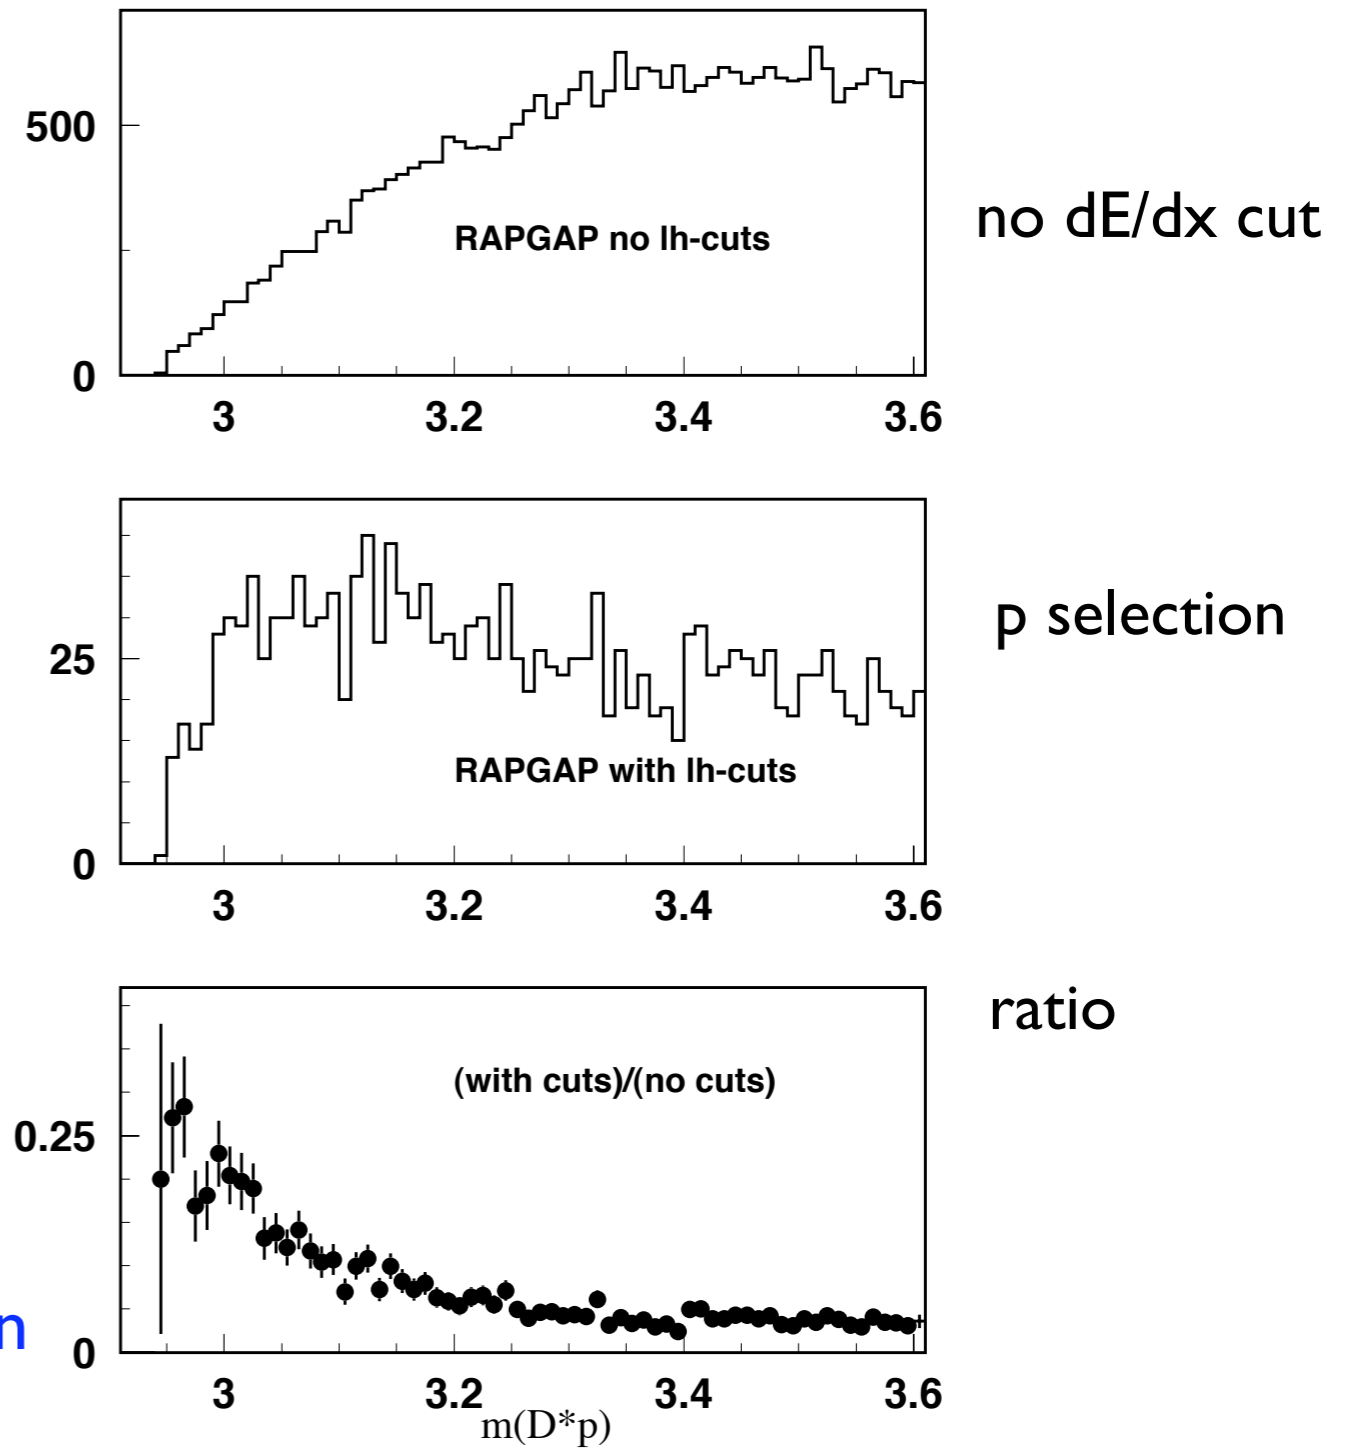 500
0
3 3.2 3.4 3.6
RAPGAP no lh-cuts
no dE/dx cut
25
0
3 3.2 3.4 3.6
RAPGAP with lh-cuts
p selection
0.25
0
3 3.2 3.4 3.6
(with cuts)/(no cuts)
ratio
m(D*p)
n